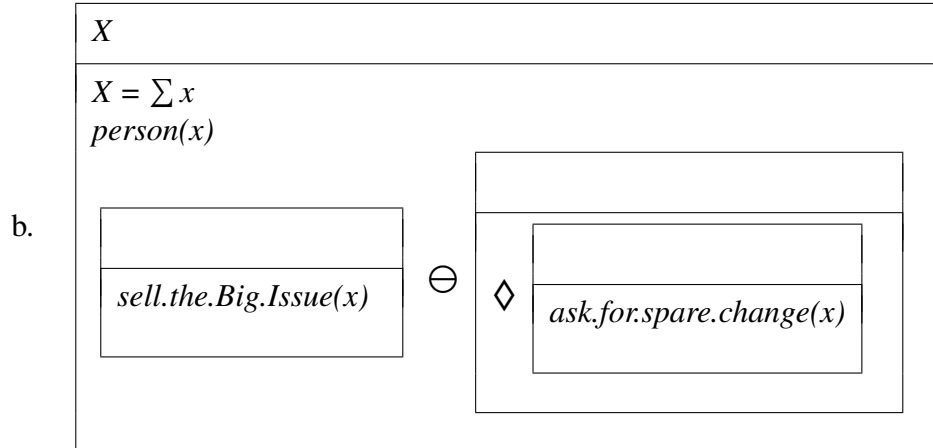 X
X = ∑ x
person(x)
b.
sell.the.Big.Issue(x) ⊖ ◊ ask.for.spare.change(x)